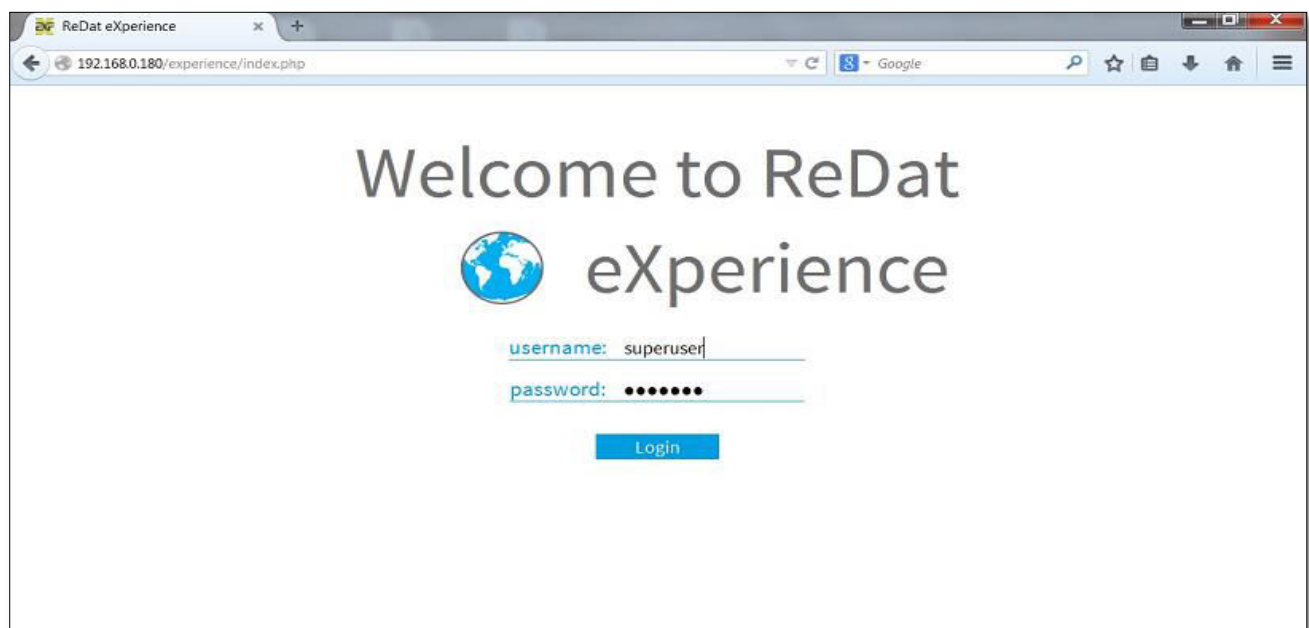 ReDat eXperience
192.168.0.180/experience/index.php
Google
Welcome to ReDat
eXperience
username: superuser
password: •••••••
Login